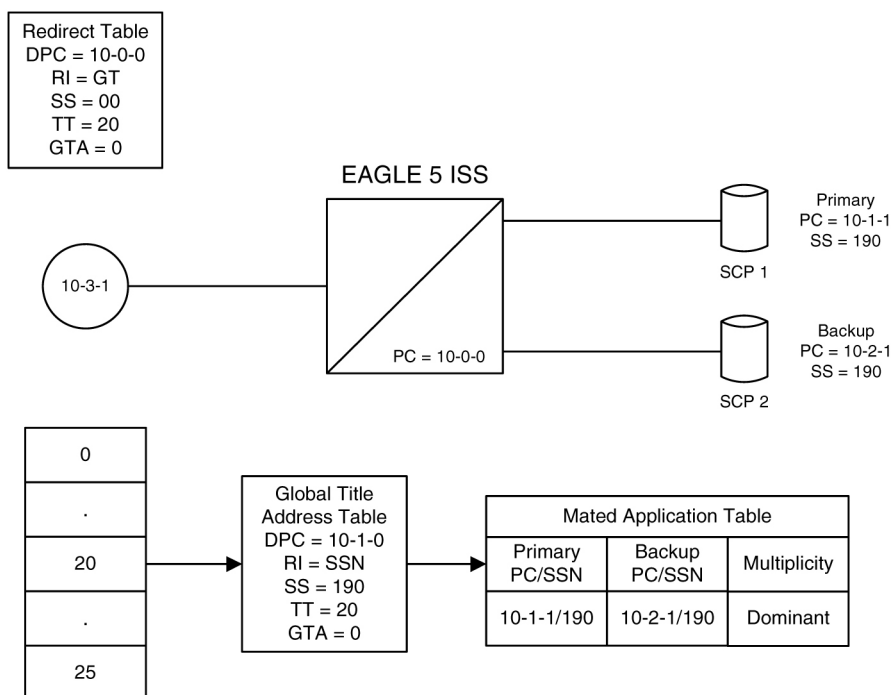 Redirect Table
DPC = 10-0-0
RI = GT
SS = 00
TT = 20
GTA = 0
EAGLE 5 ISS
10-3-1
PC = 10-0-0
SCP 1
Primary
PC = 10-1-1
SS = 190
SCP 2
Backup
PC = 10-2-1
SS = 190
0
.
20
.
25
Global Title
Address Table
DPC = 10-1-0
RI = SSN
SS = 190
TT = 20
GTA = 0
Mated Application Table
Primary
PC/SSN
Backup
PC/SSN
Multiplicity
10-1-1/190
10-2-1/190
Dominant